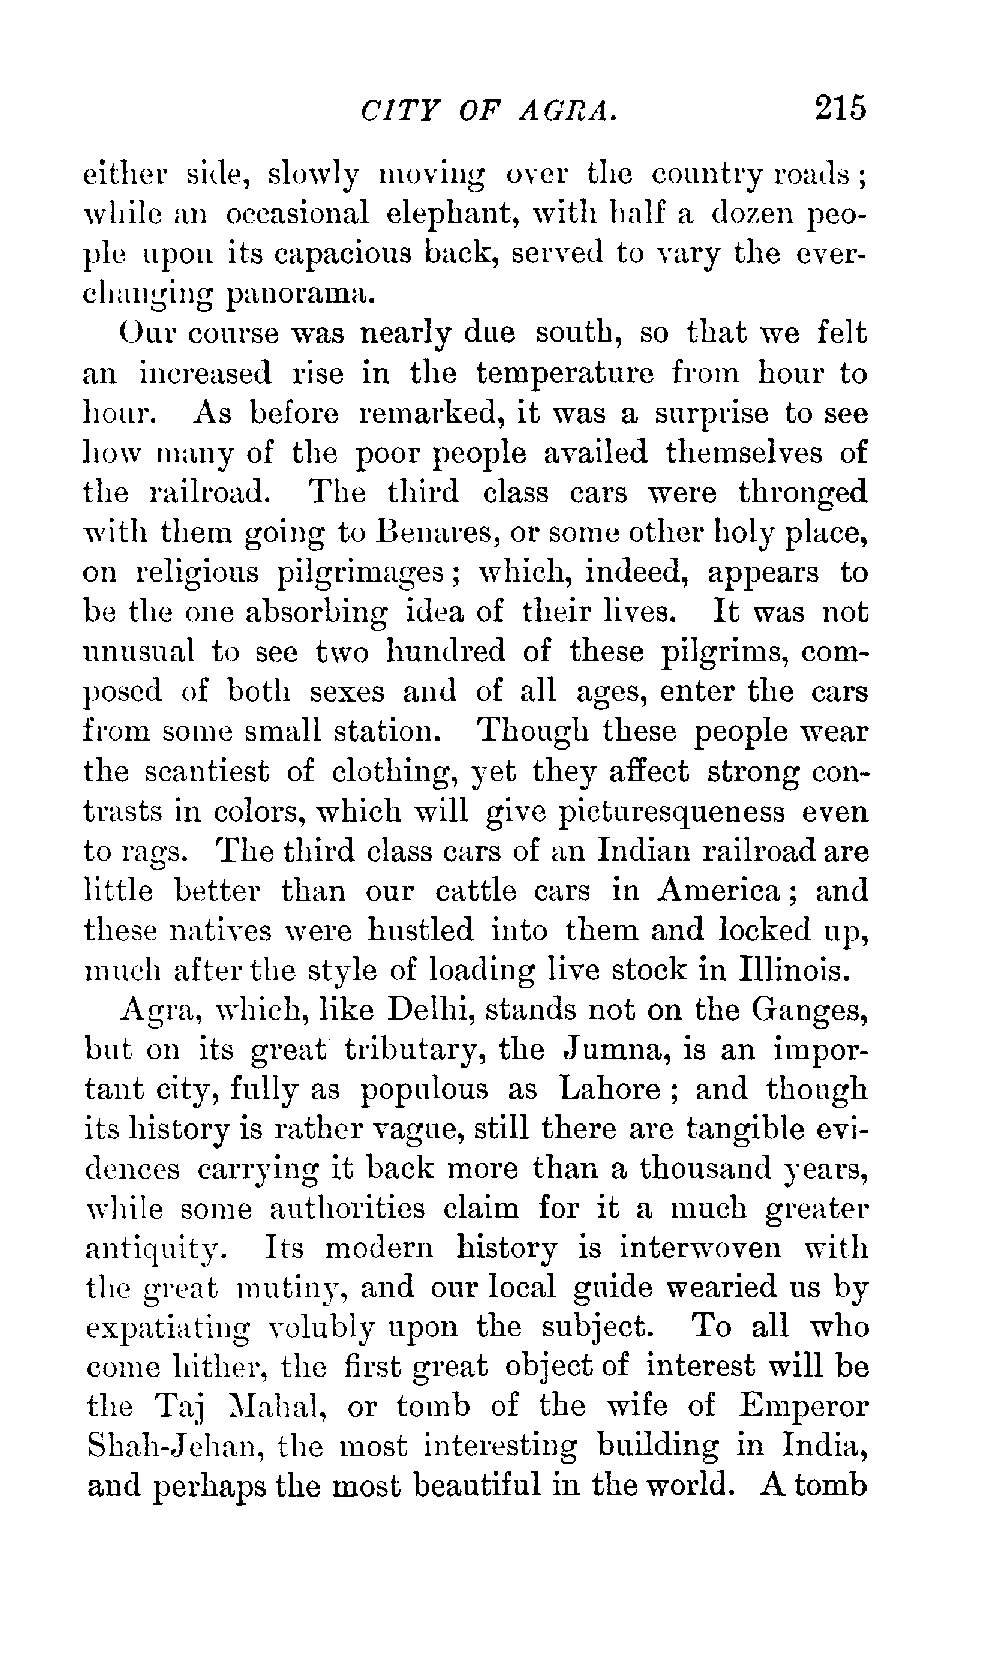 CITY OF AGRA. 215
either side, slowly moving over the country roads;
while an occasional elephant, with half a dozen peo-
ple upon its capacious back, served to vary the ever-
changing panorama.
Our course was nearly due south, so that we felt
an increased rise in the temperature from hour to
hour. As before remarked, it was a surprise to see
how many of the poor people availed themselves of
the railroad. The third class cars were thronged
with them going to Benares, or some other holy place,
on religious pilgrimages; which, indeed, appears to
be the one absorbing idea of their lives. It was not
unusual to see two hundred of these pilgrims, com-
posed of both sexes and of all ages, enter the cars
from some small station. Though these people wear
the scantiest of clothing, yet they affect strong con-
trasts in colors, which will give picturesqueness even
to rags. The third class cars of an Indian railroad are
little better than our cattle cars in America; and
these natives were hustled into them and locked up,
much after the style of loading live stock in Illinois.
Agra, which, like Delhi, stands not on the Ganges,
but on its great tributary, the Jumna, is an impor-
tant city, fully as populous as Lahore; and though
its history is rather vague, still there are tangible evi-
dences carrying it back more than a thousand years,
while some authorities claim for it a much greater
antiquity. Its modern history is interwoven with
the great mutiny, and our local guide wearied us by
expatiating volubly upon the subject. To all who
come hither, the first great object of interest will be
the Taj Mahal, or tomb of the wife of Emperor
Shah-Jehan, the most interesting building in India,
and perhaps the most beautiful in the world. A tomb